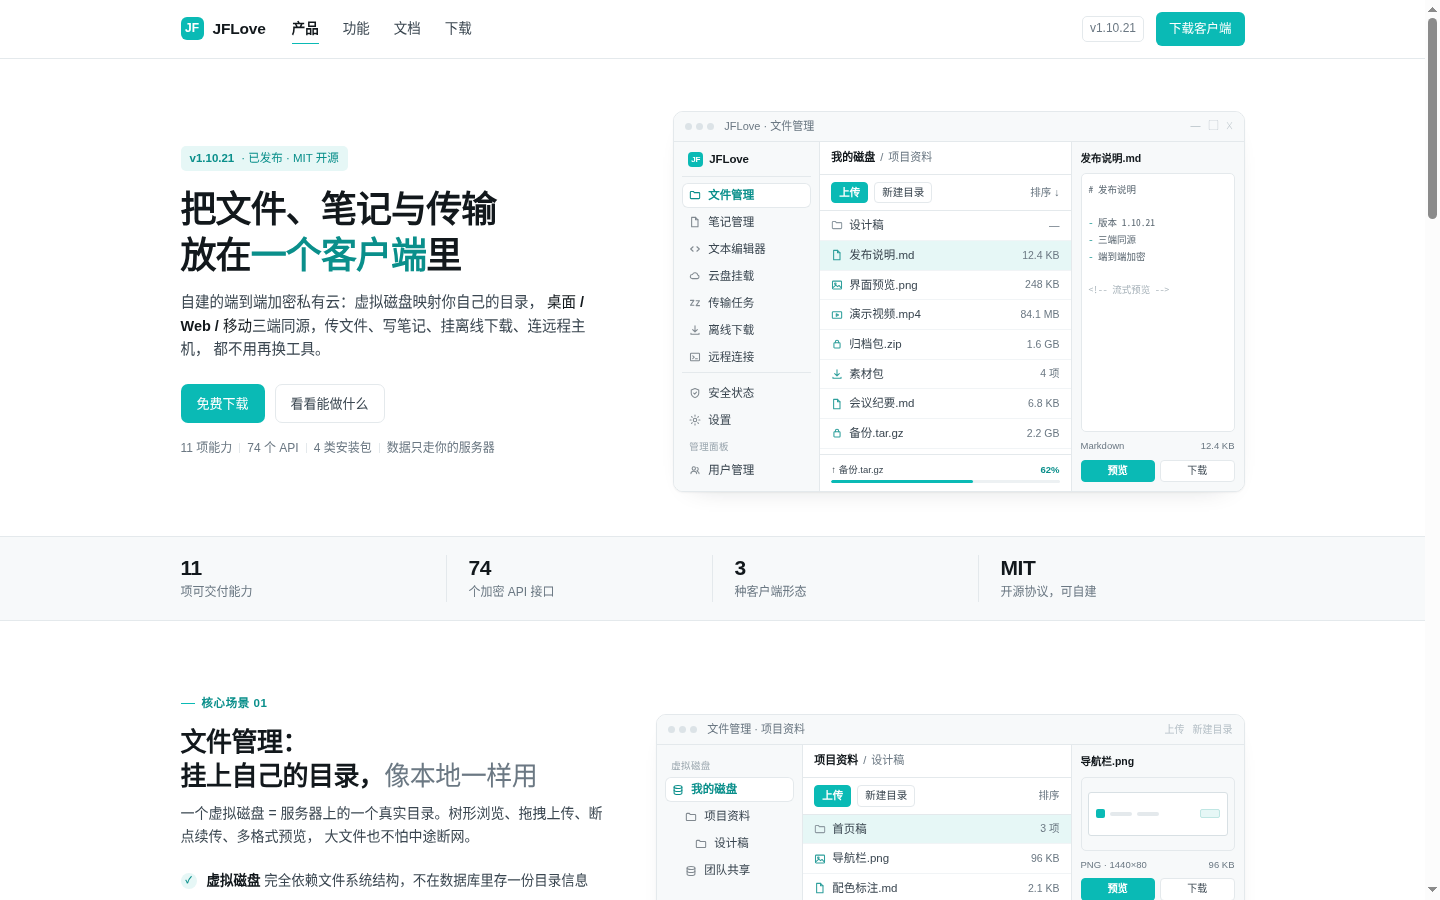 JF JFLove 产品 功能 文档 下载 v1.10.21 下载客户端
v1.10.21 · 已发布 · MIT 开源
把文件、笔记与传输
放在一个客户端里
自建的端到端加密私有云：虚拟磁盘映射你自己的目录， 桌面 /
Web / 移动三端同源，传文件、写笔记、挂离线下载、连远程主
机， 都不用再换工具。
免费下载 看看能做什么
11 项能力 74 个 API 4 类安装包 数据只走你的服务器
JFLove · 文件管理
JF JFLove
文件管理
笔记管理
文本编辑器
云盘挂载
传输任务
离线下载
远程连接
安全状态
设置
管理面板
用户管理
我的磁盘 / 项目资料
上传 新建目录 排序 ↓
设计稿 —
发布说明.md 12.4 KB
界面预览.png 248 KB
演示视频.mp4 84.1 MB
归档包.zip 1.6 GB
素材包 4 项
会议纪要.md 6.8 KB
备份.tar.gz 2.2 GB
↑ 备份.tar.gz 62%
发布说明.md
# 发布说明
- 版本 1.10.21
- 三端同源
- 端到端加密
<!-- 流式预览 -->
Markdown 12.4 KB
预览 下载
11
项可交付能力
74
个加密 API 接口
3
种客户端形态
MIT
开源协议，可自建
— 核心场景 01
文件管理：
挂上自己的目录，像本地一样用
一个虚拟磁盘 = 服务器上的一个真实目录。树形浏览、拖拽上传、断
点续传、多格式预览， 大文件也不怕中途断网。
✓ 虚拟磁盘 完全依赖文件系统结构，不在数据库里存一份目录信息
文件管理 · 项目资料 上传 新建目录
虚拟磁盘
我的磁盘
项目资料
设计稿
团队共享
项目资料 / 设计稿
上传 新建目录 排序
首页稿 3 项
导航栏.png 96 KB
配色标注.md 2.1 KB
导航栏.png
PNG · 1440×80 96 KB
预览 下载